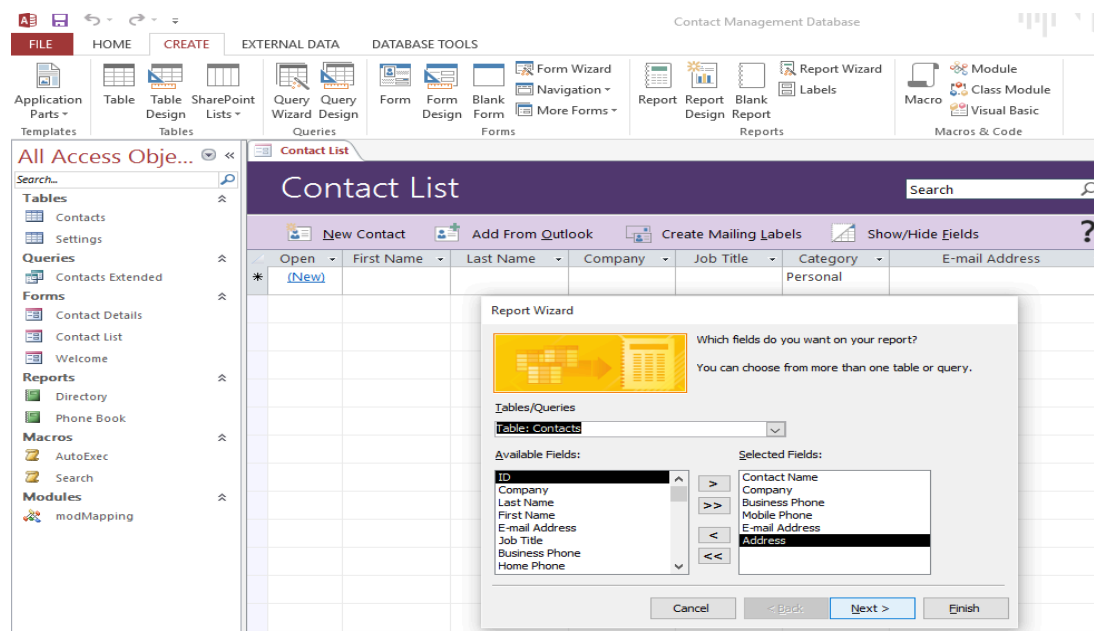 Contact Management Database
FILE HOME CREATE EXTERNAL DATA DATABASE TOOLS
Application Parts
Table
Table Design
SharePoint Lists
Query Wizard
Query Design
Form
Form Design
Blank Form
Form Wizard
Navigation
More Forms
Report
Report Design
Blank Report
Report Wizard
Labels
Macro
Module
Class Module
Visual Basic
Templates Tables Queries Forms Reports Macros & Code
All Access Obje...
Search...
Tables
Contacts
Settings
Queries
Contacts Extended
Forms
Contact Details
Contact List
Welcome
Reports
Directory
Phone Book
Macros
AutoExec
Search
Modules
modMapping
Contact List
Contact List
Search
New Contact Add From Outlook Create Mailing Labels Show/Hide Fields ?
Open First Name Last Name Company Job Title Category E-mail Address
(New) Personal
Report Wizard
Which fields do you want on your report?
You can choose from more than one table or query.
Tables/Queries
Table: Contacts
Available Fields:
ID
Company
Last Name
First Name
E-mail Address
Job Title
Business Phone
Home Phone
>
>>
<
<<
Selected Fields:
Contact Name
Company
Business Phone
Mobile Phone
E-mail Address
Address
Cancel < Back Next > Finish